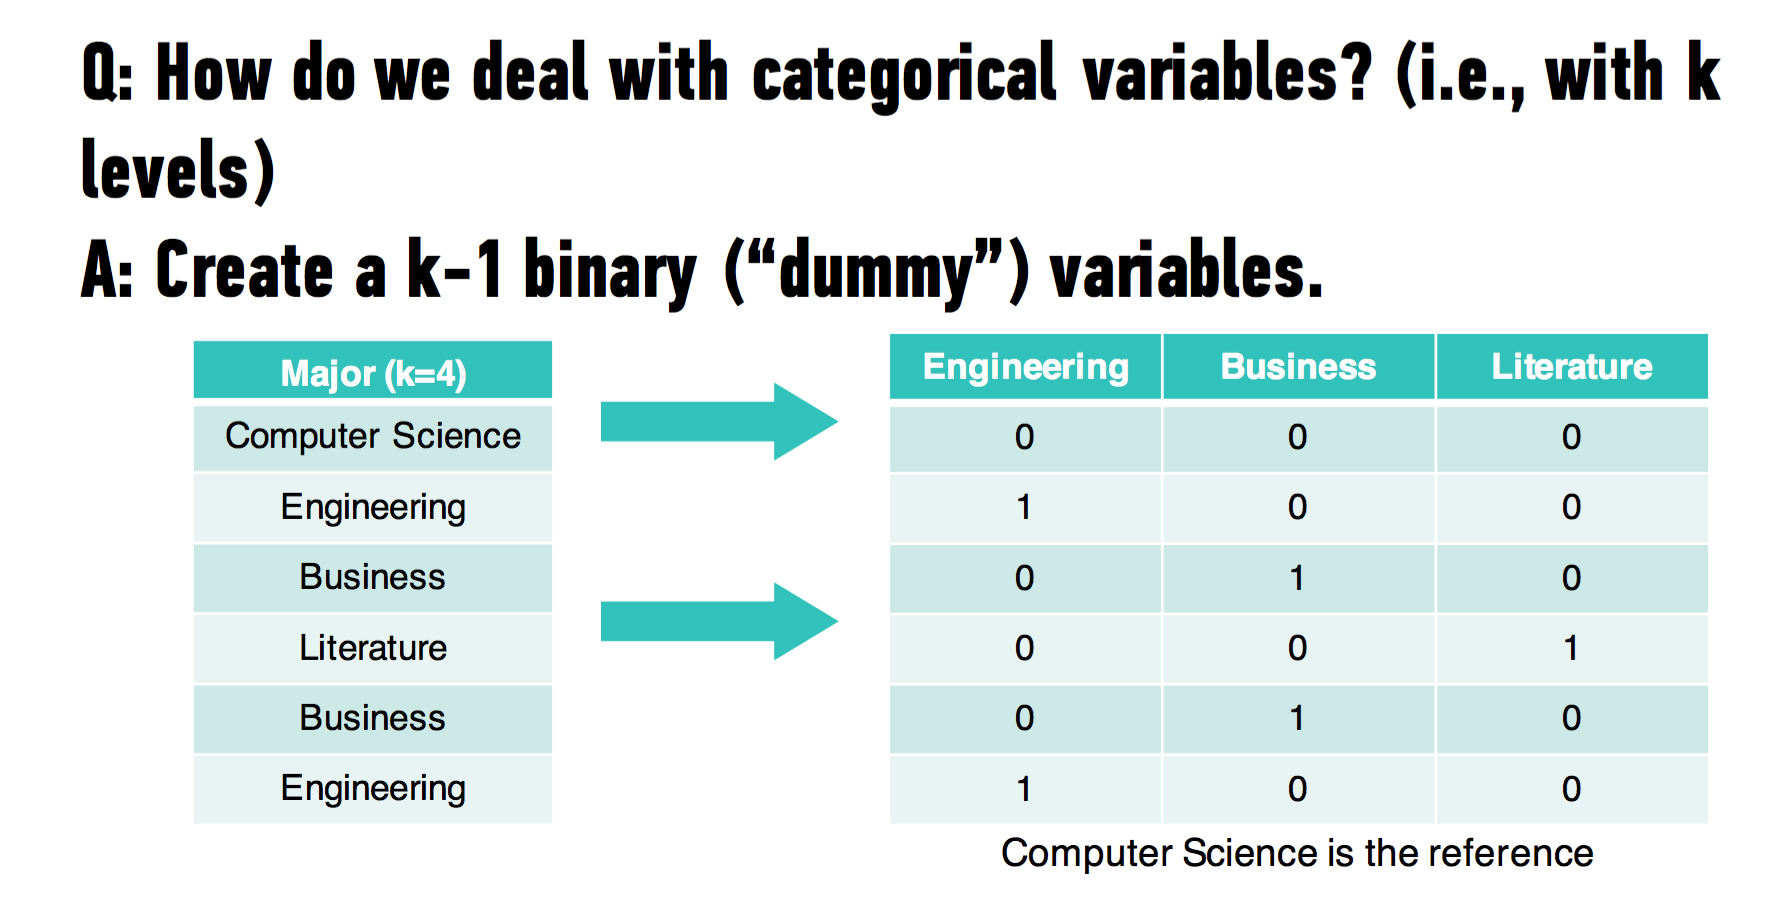 Q: How do we deal with categorical variables? (i.e., with k
levels)
A: Create a k-1 binary (“dummy”) variables.
Major (k=4)
Computer Science
Engineering
Business
Literature
Business
Engineering
Engineering Business Literature
0 0 0
1 0 0
0 1 0
0 0 1
0 1 0
1 0 0
Computer Science is the reference